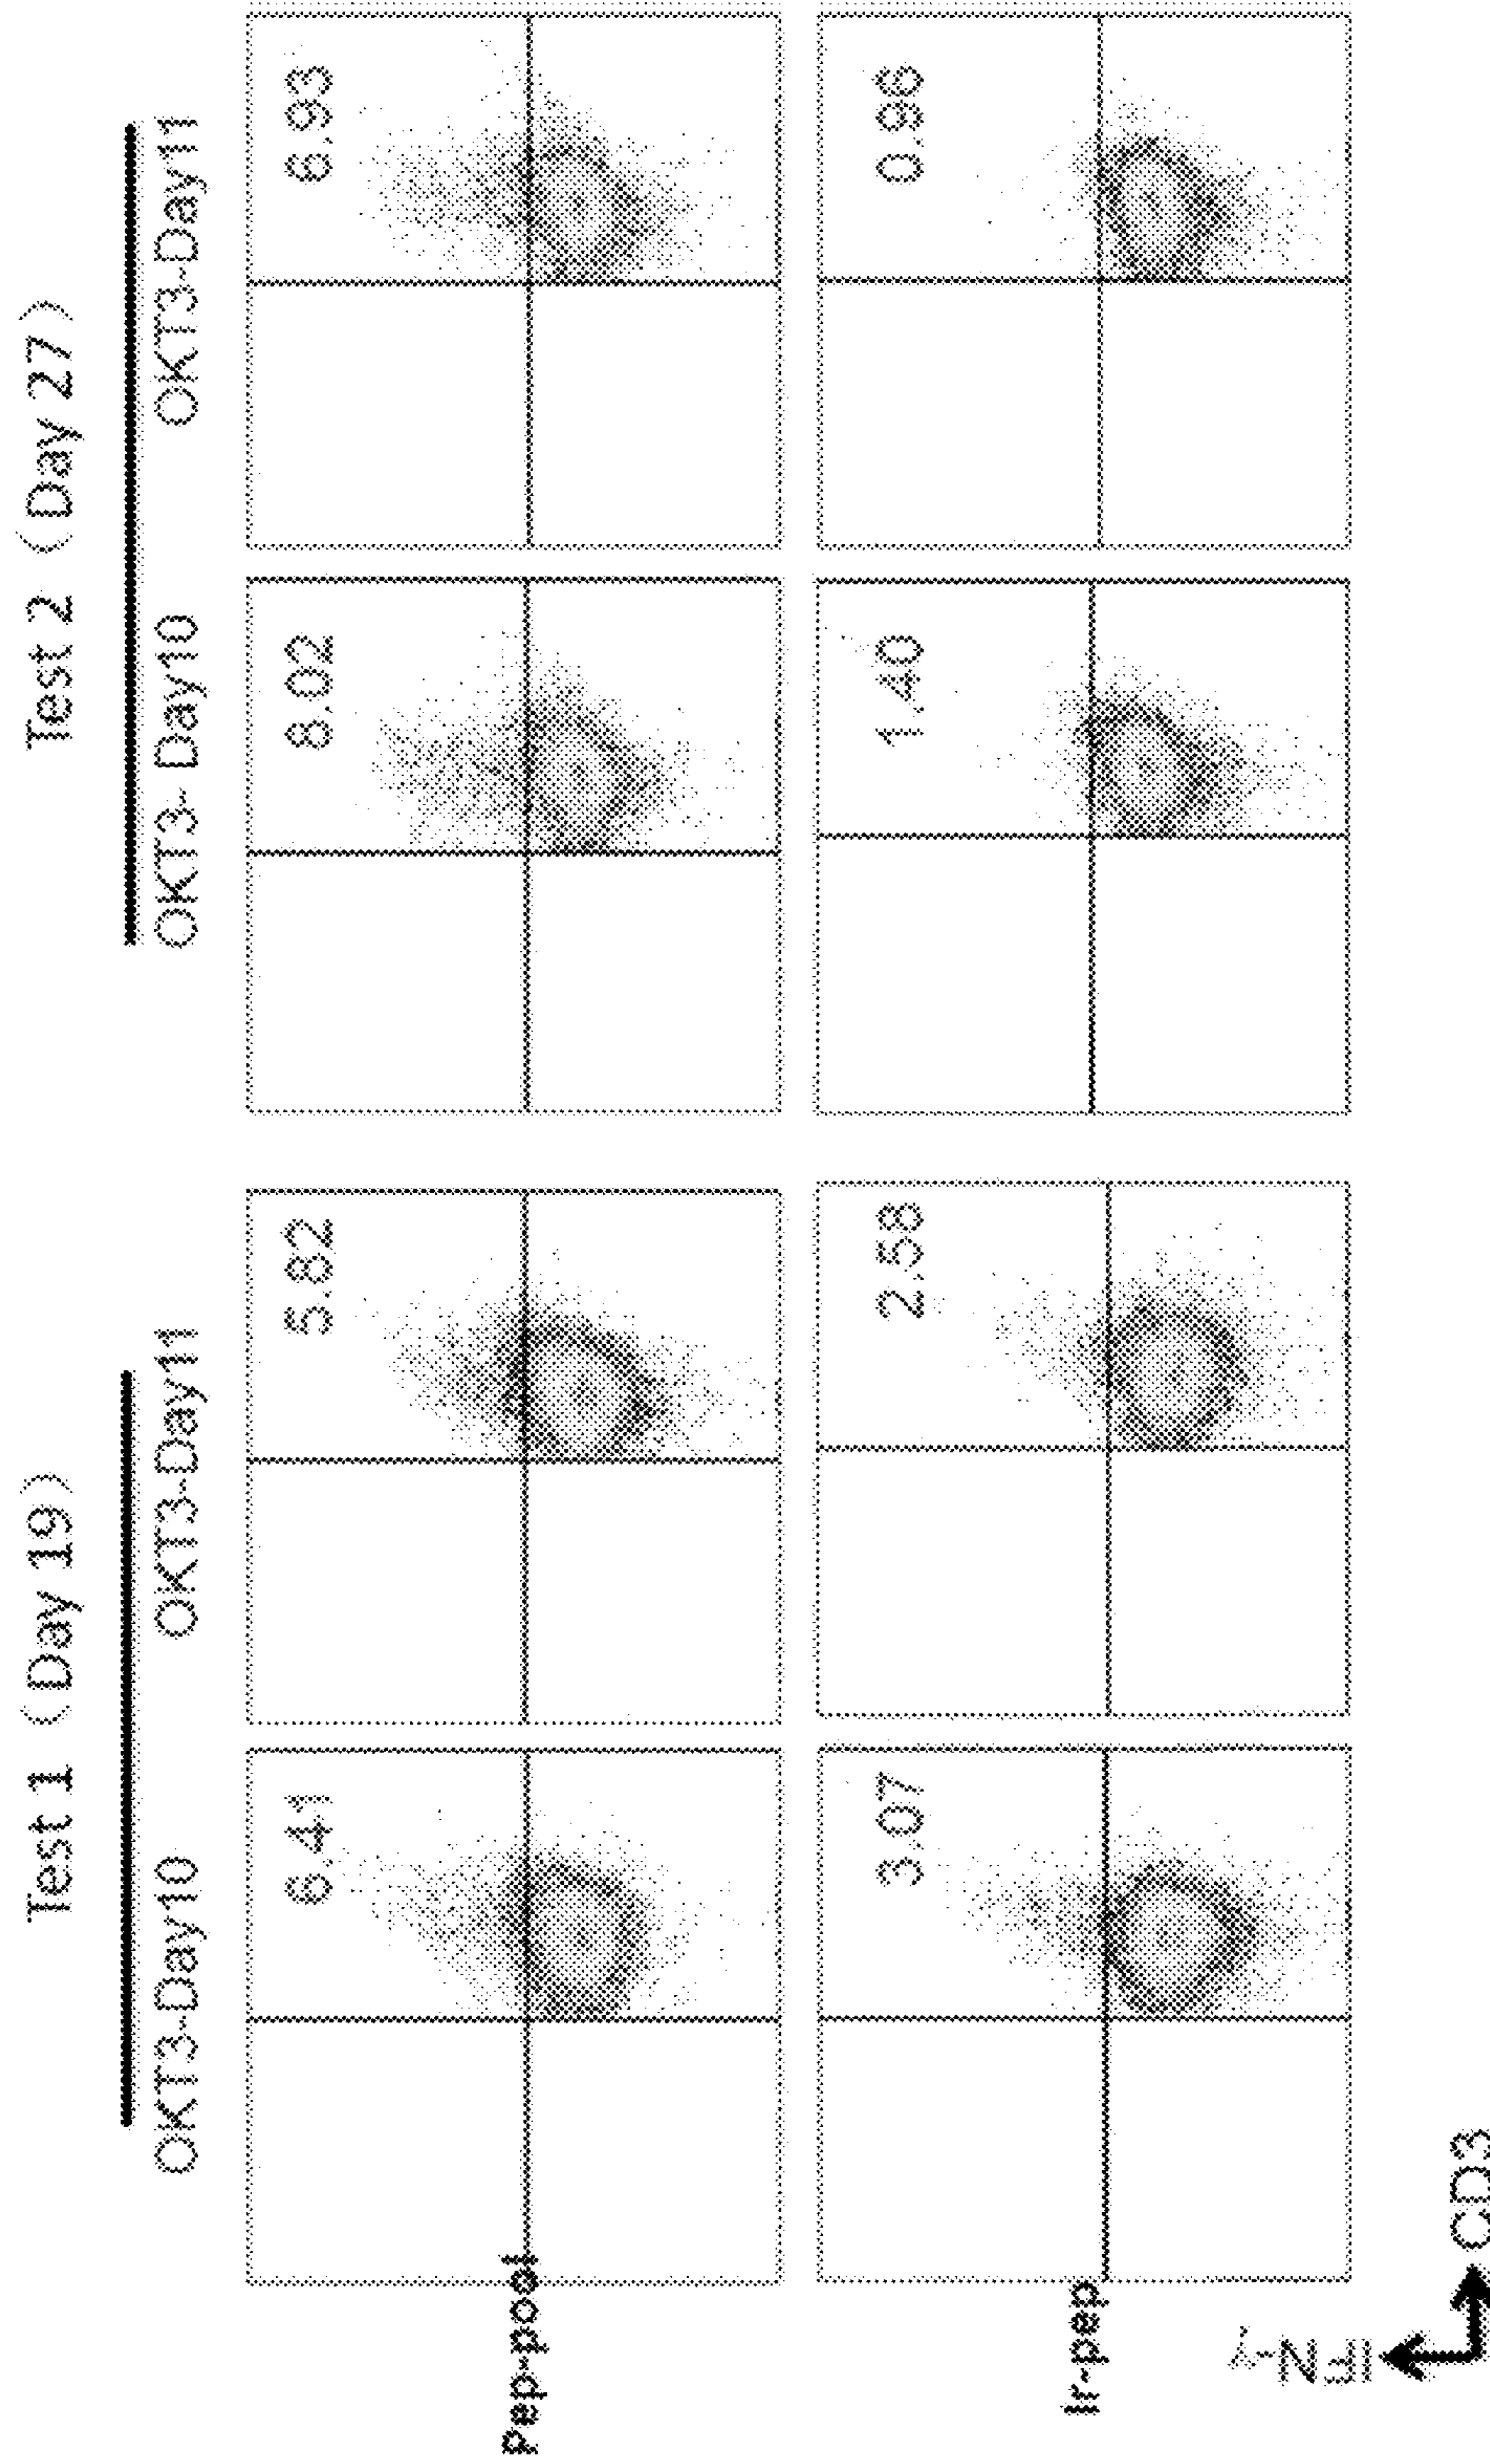 Test 1 (Day 19)
Test 2 (Day 27)
OKT3-Day10
OKT3-Day11
OKT3- Day10
OKT3-Day11
Pep-pool
6.41
5.82
8.02
6.93
Ir-pep
3.07
2.58
1.40
0.96
IFN-γ
CD3